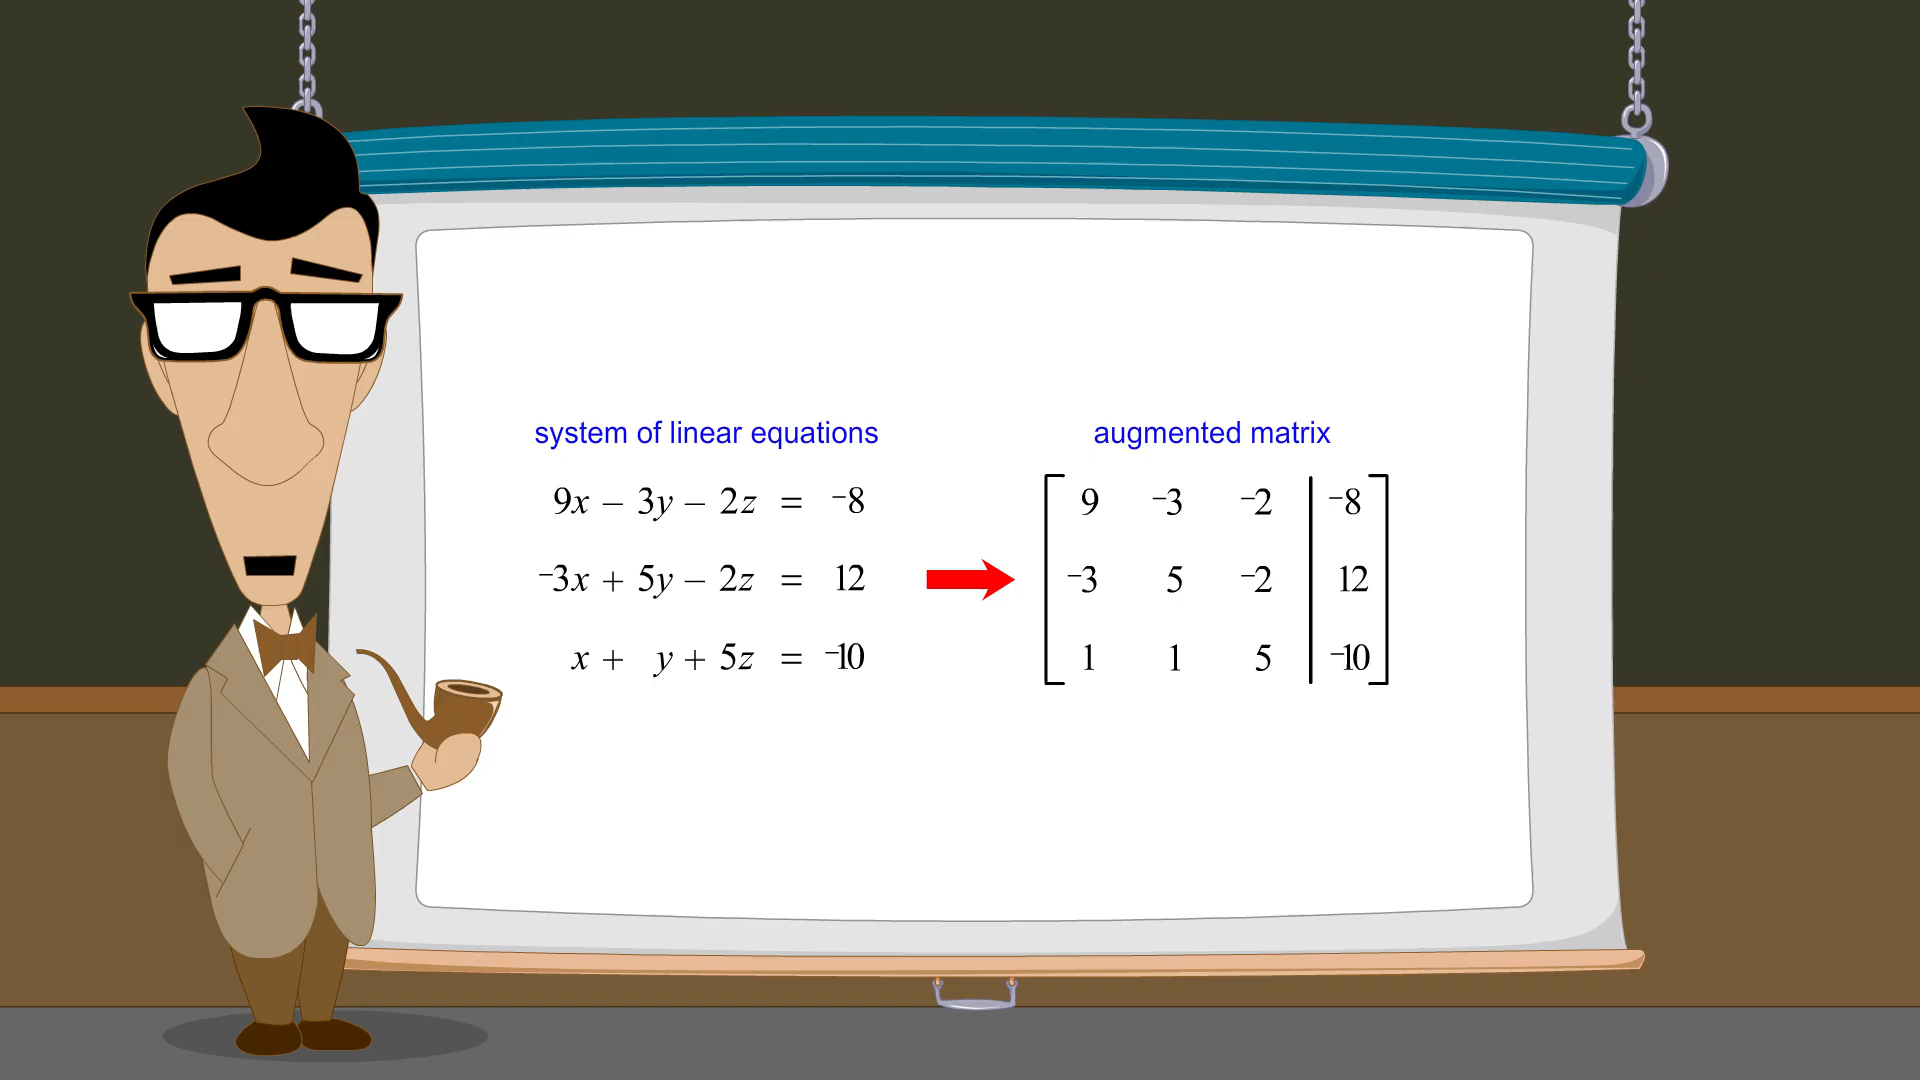 system of linear equations
9x − 3y − 2z = ⁻8
⁻3x + 5y − 2z = 12
x + y + 5z = ⁻10
augmented matrix
9 ⁻3 ⁻2 | ⁻8
⁻3 5 ⁻2 | 12
1 1 5 | ⁻10